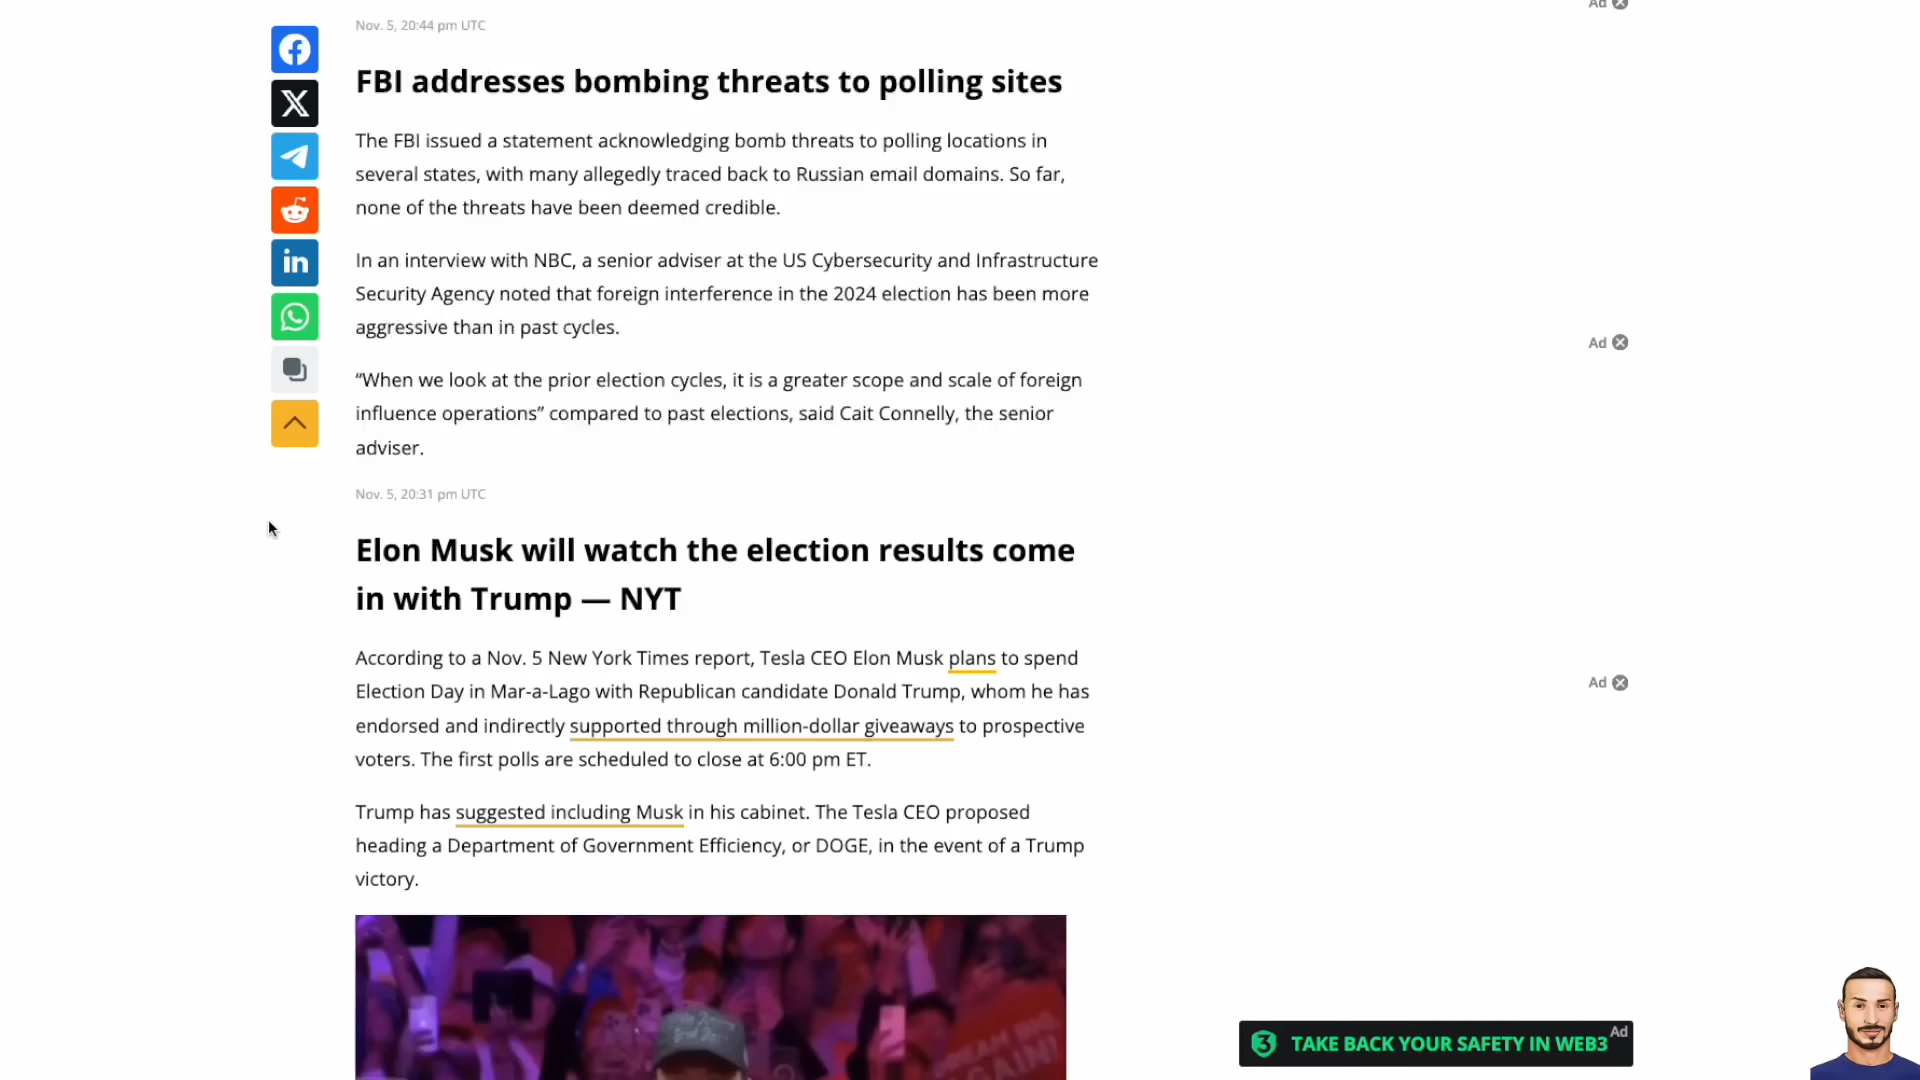 Ad
Nov. 5, 20:44 pm UTC
FBI addresses bombing threats to polling sites
The FBI issued a statement acknowledging bomb threats to polling locations in
several states, with many allegedly traced back to Russian email domains. So far,
none of the threats have been deemed credible.
In an interview with NBC, a senior adviser at the US Cybersecurity and Infrastructure
Security Agency noted that foreign interference in the 2024 election has been more
aggressive than in past cycles.
Ad
“When we look at the prior election cycles, it is a greater scope and scale of foreign
influence operations” compared to past elections, said Cait Connelly, the senior
adviser.
Nov. 5, 20:31 pm UTC
Elon Musk will watch the election results come
in with Trump — NYT
According to a Nov. 5 New York Times report, Tesla CEO Elon Musk plans to spend
Election Day in Mar-a-Lago with Republican candidate Donald Trump, whom he has
endorsed and indirectly supported through million-dollar giveaways to prospective
voters. The first polls are scheduled to close at 6:00 pm ET.
Ad
Trump has suggested including Musk in his cabinet. The Tesla CEO proposed
heading a Department of Government Efficiency, or DOGE, in the event of a Trump
victory.
TAKE BACK YOUR SAFETY IN WEB3
Ad